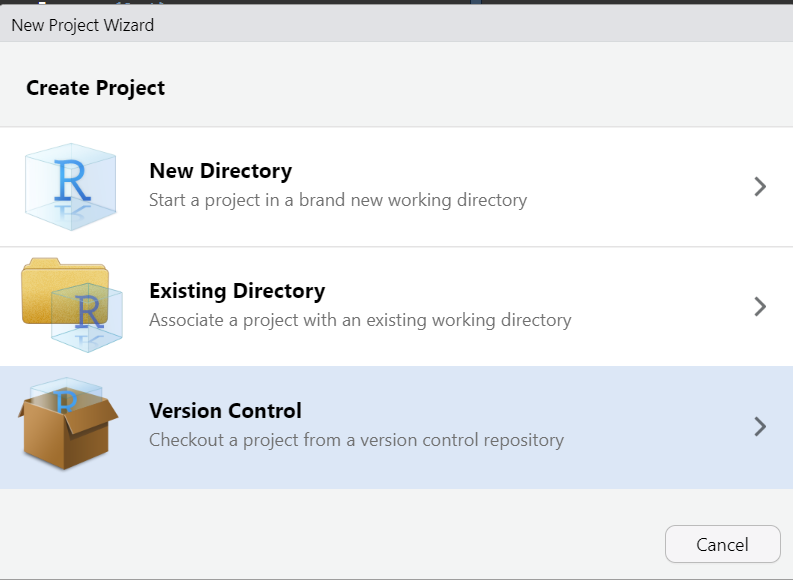 New Project Wizard
Create Project
New Directory
Start a project in a brand new working directory
Existing Directory
Associate a project with an existing working directory
Version Control
Checkout a project from a version control repository
Cancel